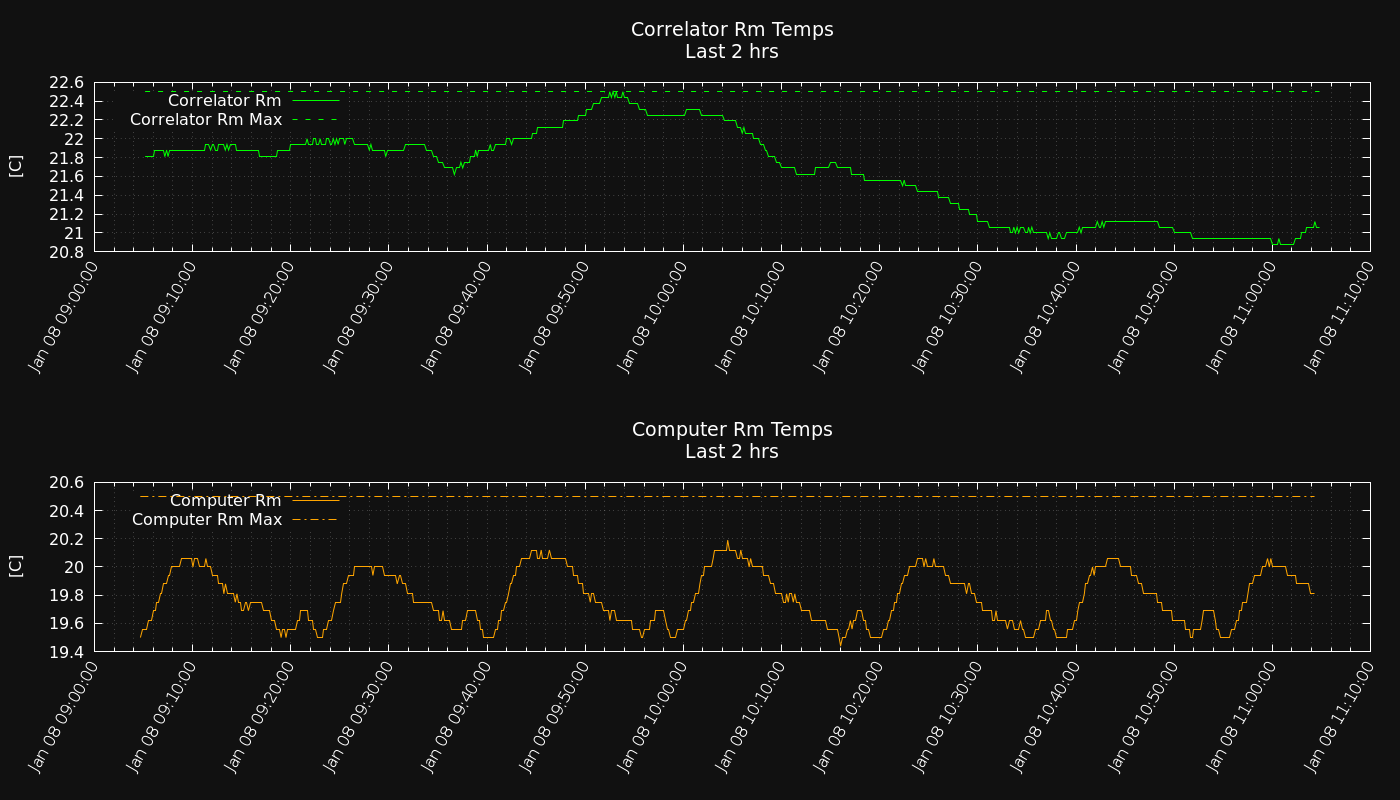 Correlator Rm Temps
Last 2 hrs
22.6
22.4
22.2
22
21.8
21.6
21.4
21.2
21
20.8
[C]
Correlator Rm
Correlator Rm Max
Jan 08 09:00:00
Jan 08 09:10:00
Jan 08 09:20:00
Jan 08 09:30:00
Jan 08 09:40:00
Jan 08 09:50:00
Jan 08 10:00:00
Jan 08 10:10:00
Jan 08 10:20:00
Jan 08 10:30:00
Jan 08 10:40:00
Jan 08 10:50:00
Jan 08 11:00:00
Jan 08 11:10:00
Computer Rm Temps
Last 2 hrs
20.6
20.4
20.2
20
19.8
19.6
19.4
[C]
Computer Rm
Computer Rm Max
Jan 08 09:00:00
Jan 08 09:10:00
Jan 08 09:20:00
Jan 08 09:30:00
Jan 08 09:40:00
Jan 08 09:50:00
Jan 08 10:00:00
Jan 08 10:10:00
Jan 08 10:20:00
Jan 08 10:30:00
Jan 08 10:40:00
Jan 08 10:50:00
Jan 08 11:00:00
Jan 08 11:10:00